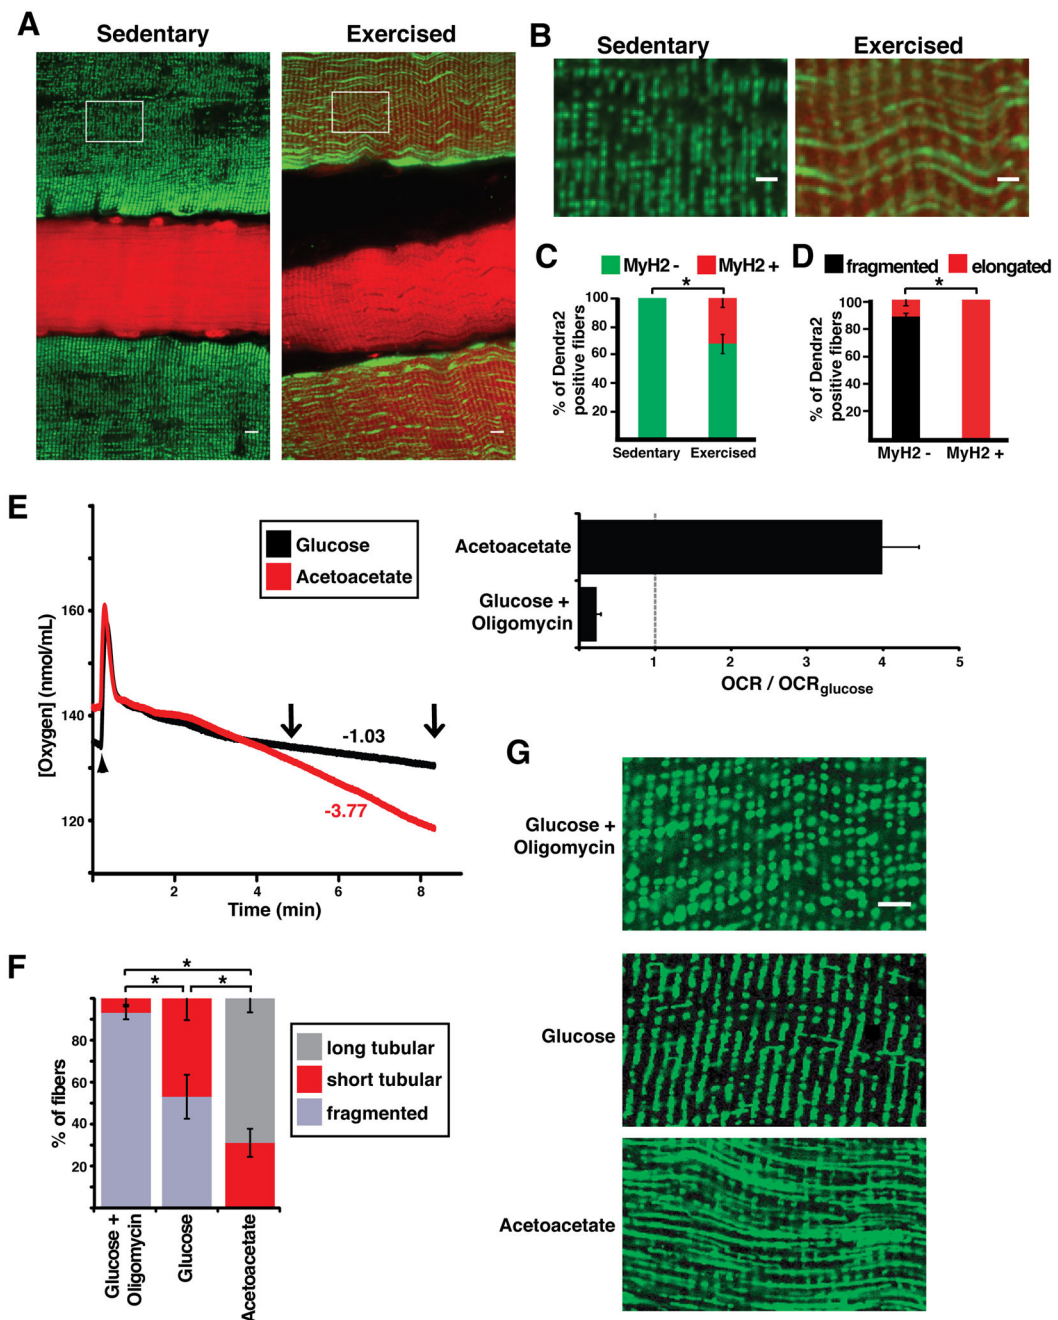 A
Sedentary
Exercised
B
Sedentary
Exercised
C
MyH2 -
MyH2 +
*
% of Dendra2
positive fibers
100
80
60
40
20
Sedentary
Exercised
D
fragmented
elongated
*
% of Dendra2
positive fibers
100
80
60
40
20
MyH2 -
MyH2 +
E
Glucose
Acetoacetate
[Oxygen] (nmol/mL)
160
140
120
-1.03
-3.77
2
4
6
8
Time (min)
Acetoacetate
Glucose +
Oligomycin
1
2
3
4
5
OCR / OCRglucose
F
*
*
*
% of fibers
80
60
40
20
Glucose +
Oligomycin
Glucose
Acetoacetate
long tubular
short tubular
fragmented
G
Glucose +
Oligomycin
Glucose
Acetoacetate